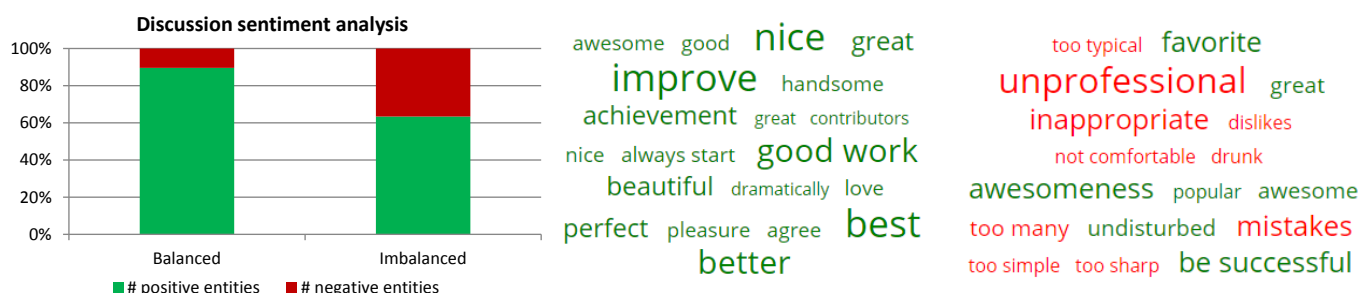 Discussion sentiment analysis
100%
80%
60%
40%
20%
0%
Balanced Imbalanced
# positive entities # negative entities
awesome good nice great
improve handsome
achievement great contributors
nice always start good work
beautiful dramatically love
perfect pleasure agree best
better
too typical favorite
unprofessional great
inappropriate dislikes
not comfortable drunk
awesomeness popular awesome
too many undisturbed mistakes
too simple too sharp be successful